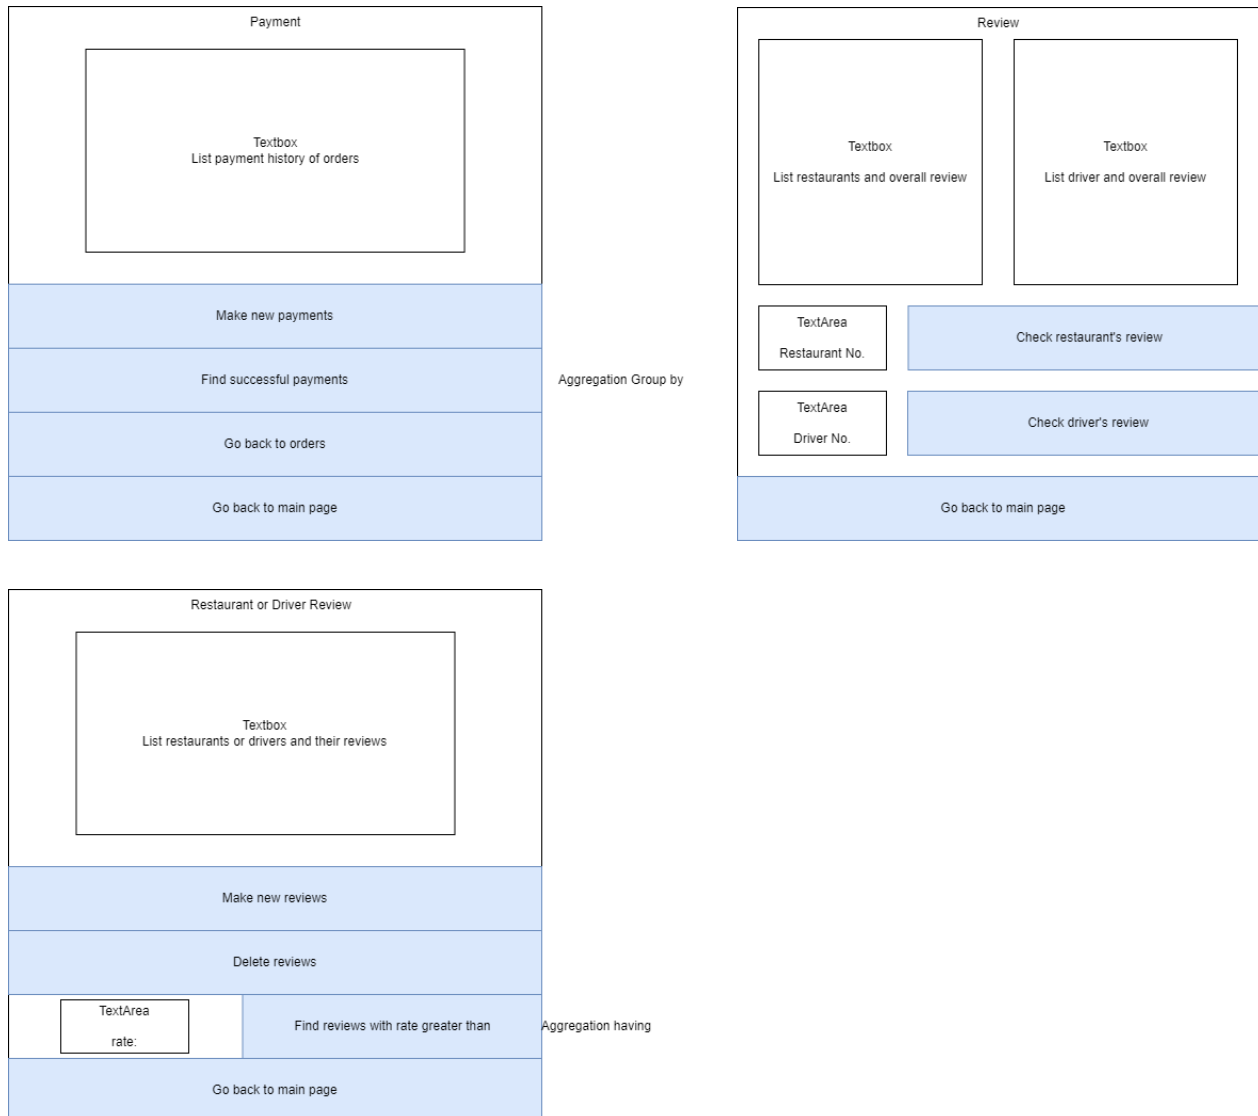 Payment
Textbox
List payment history of orders
Make new payments
Find successful payments
Aggregation Group by
Go back to orders
Go back to main page
Review
Textbox
List restaurants and overall review
Textbox
List driver and overall review
TextArea
Restaurant No.
Check restaurant's review
TextArea
Driver No.
Check driver's review
Go back to main page
Restaurant or Driver Review
Textbox
List restaurants or drivers and their reviews
Make new reviews
Delete reviews
TextArea
rate:
Find reviews with rate greater than
Aggregation having
Go back to main page